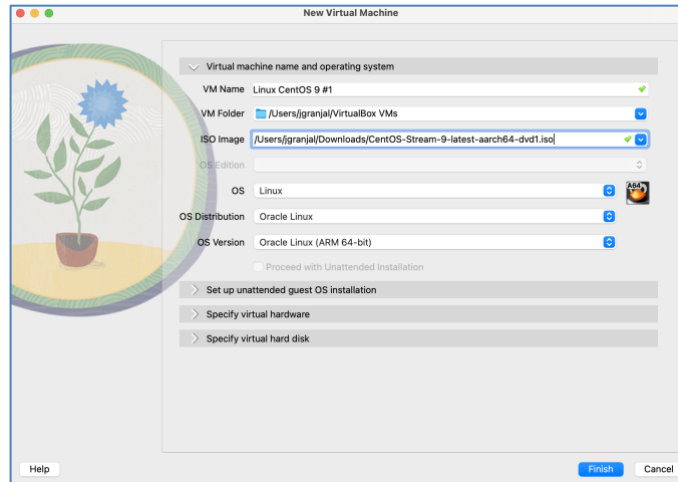 New Virtual Machine
Virtual machine name and operating system
VM Name Linux CentOS 9 #1
VM Folder /Users/jgranjal/VirtualBox VMs
ISO Image /Users/jgranjal/Downloads/CentOS-Stream-9-latest-aarch64-dvd1.iso
OS Edition
OS Linux A64
OS Distribution Oracle Linux
OS Version Oracle Linux (ARM 64-bit)
Proceed with Unattended Installation
Set up unattended guest OS installation
Specify virtual hardware
Specify virtual hard disk
Help Finish Cancel